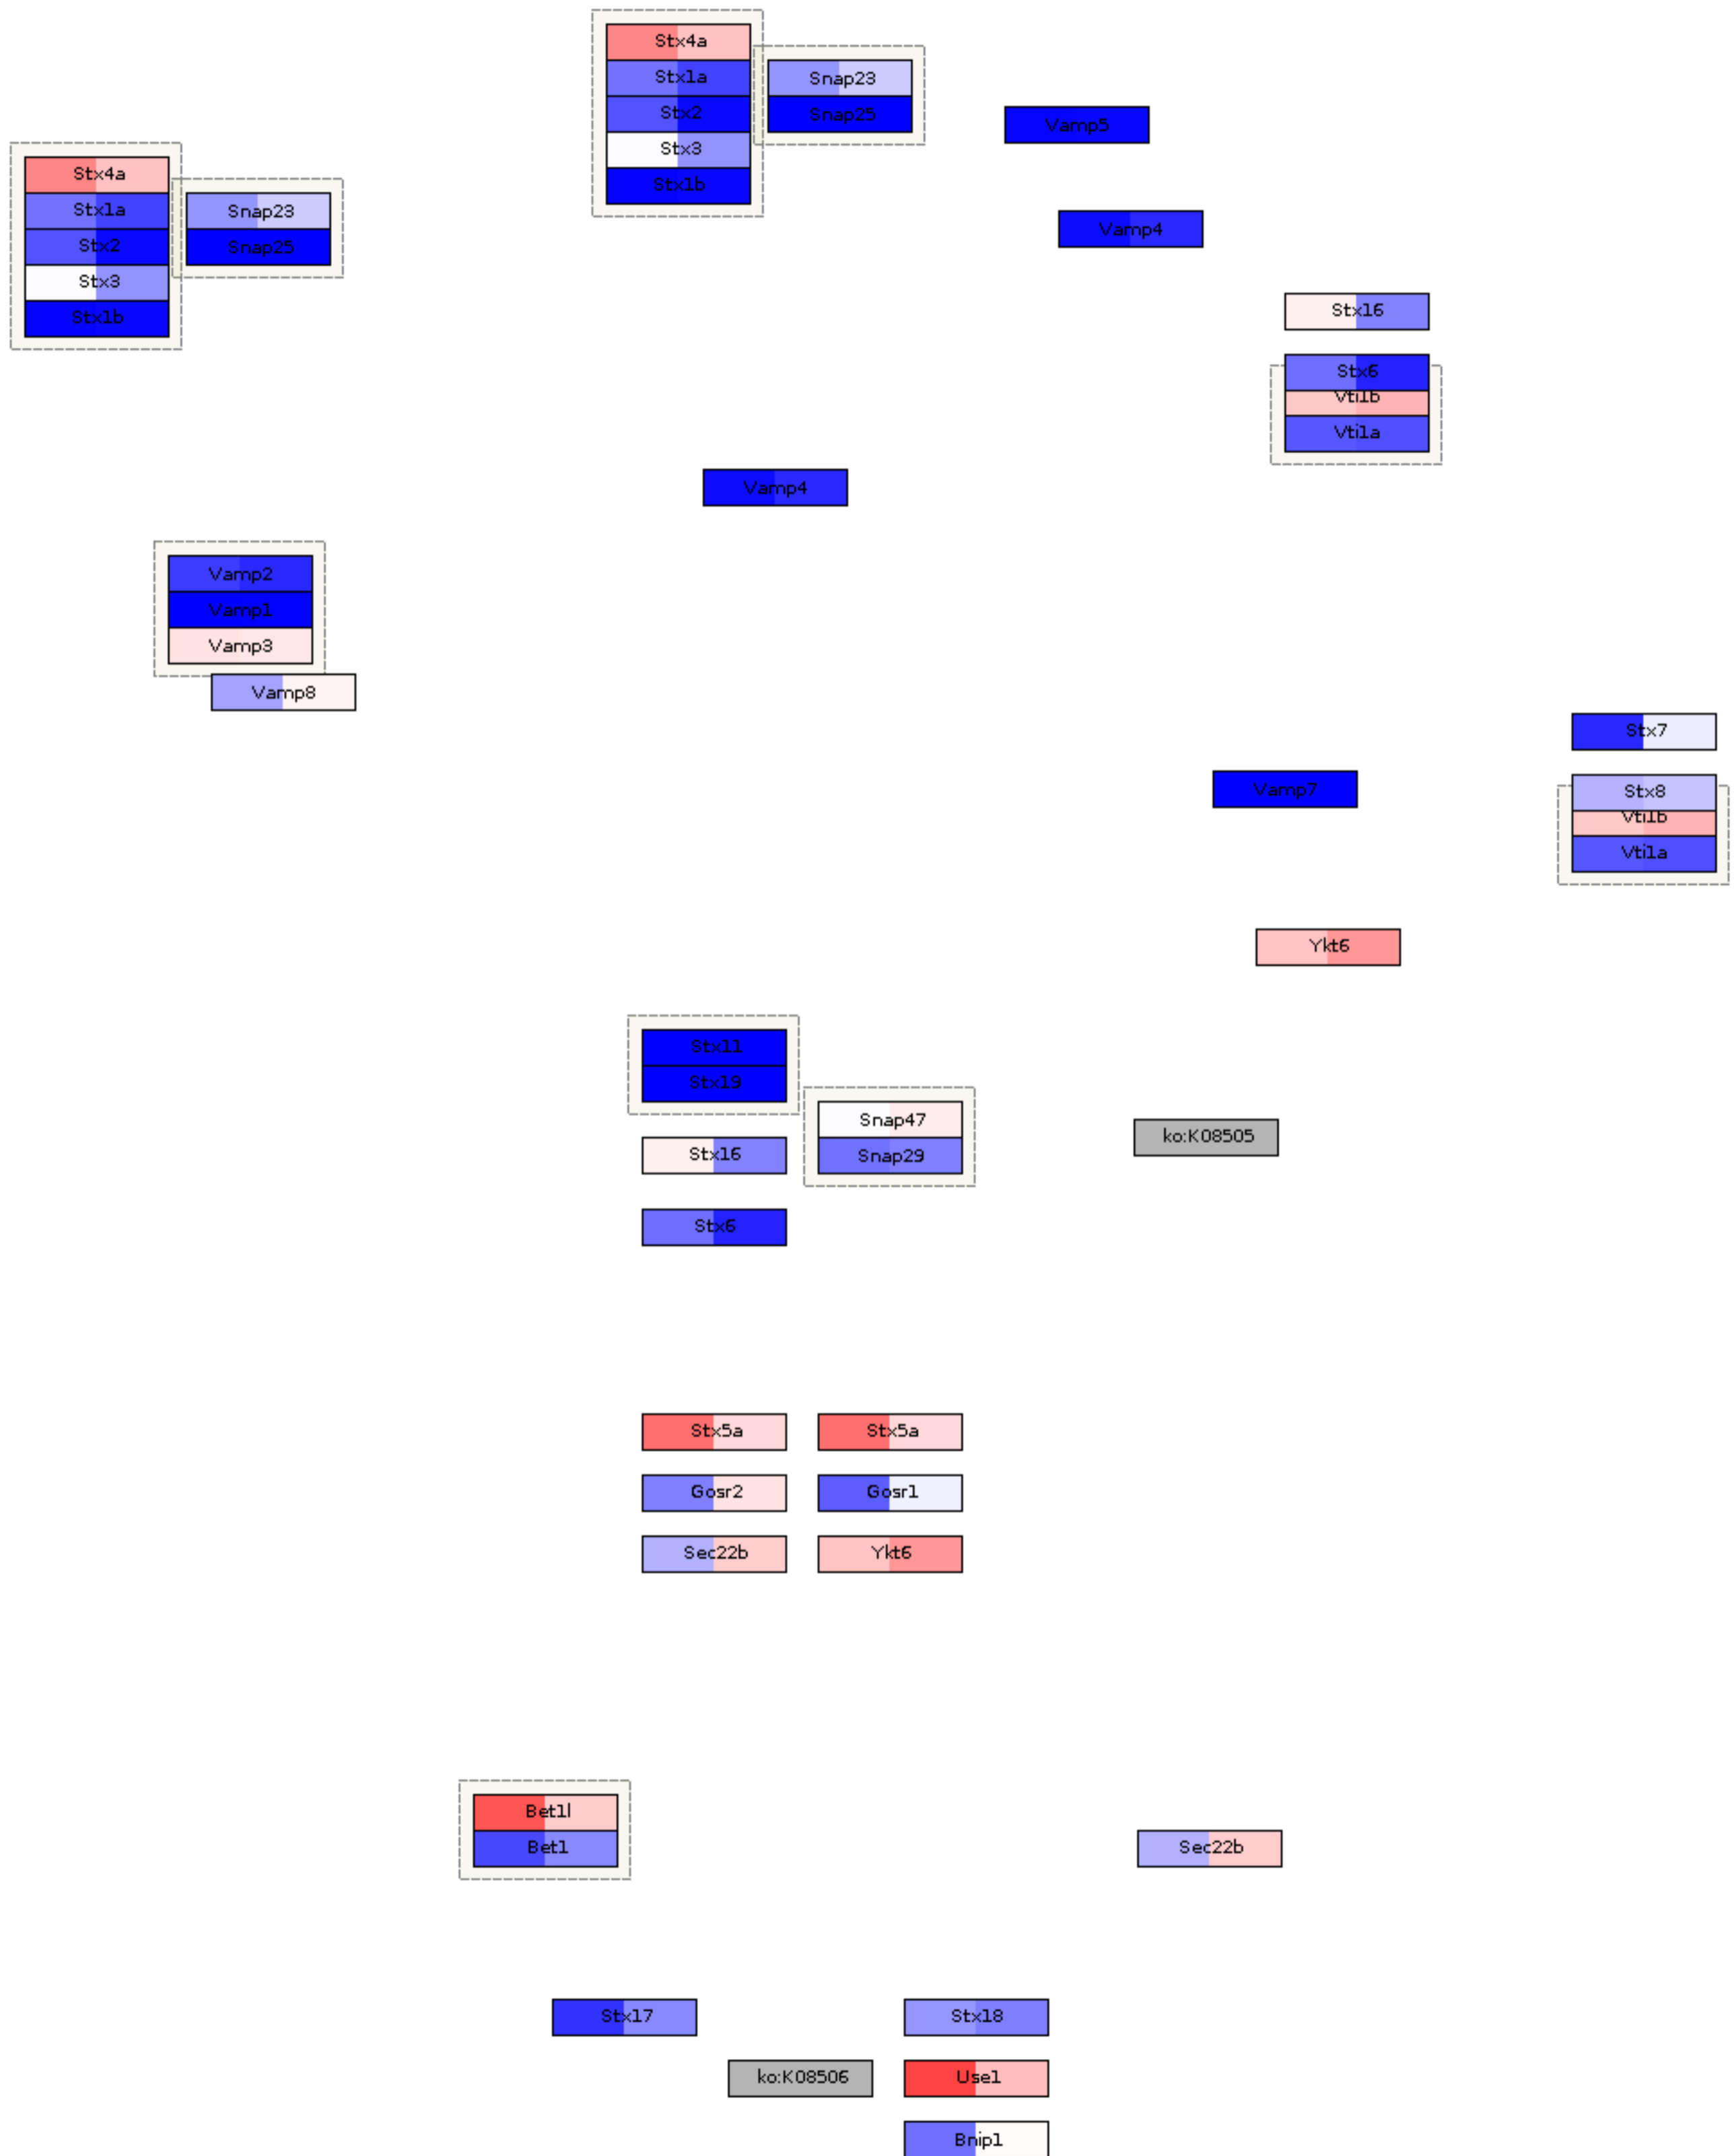 Stx4a
Stx1a
Stx2
Stx3
Stx1b
Snap23
Snap25
Vamp5
Vamp4
Stx4a
Stx1a
Stx2
Stx3
Stx1b
Snap23
Snap25
Stx16
Stx6
Vti1b
Vti1a
Vamp4
Vamp2
Vamp1
Vamp3
Vamp8
Stx7
Stx8
Vti1b
Vti1a
Vamp7
Ykt6
Stx11
Stx19
Snap47
Snap29
Stx16
Stx6
ko:K08505
Stx5a
Stx5a
Gosr2
Gosr1
Sec22b
Ykt6
Bet1l
Bet1
Sec22b
Stx17
Stx18
ko:K08506
Use1
Bnip1